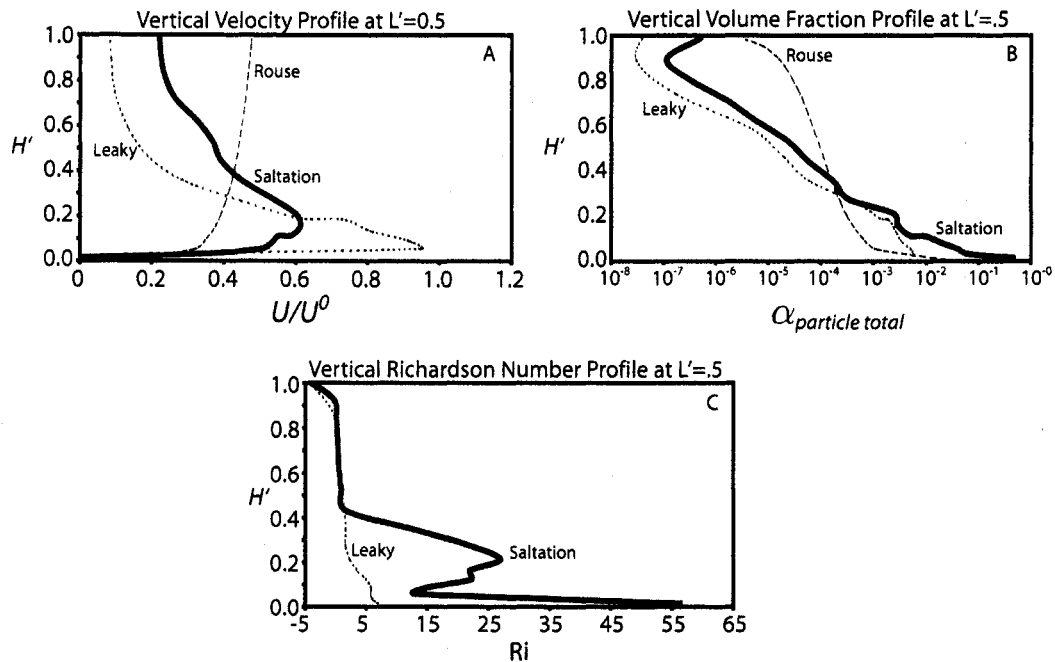 Vertical Velocity Profile at L'=0.5
A
1.0
0.8
0.6
0.4
0.2
0.0
H'
Rouse
Leaky
Saltation
0
0.2
0.4
0.6
0.8
1.0
1.2
U/U⁰
Vertical Volume Fraction Profile at L'=.5
B
1.0
0.8
0.6
0.4
0.2
0.0
H'
Rouse
Leaky
Saltation
10⁻⁸
10⁻⁷
10⁻⁶
10⁻⁵
10⁻⁴
10⁻³
10⁻²
10⁻¹
10⁻⁰
α particle total
Vertical Richardson Number Profile at L'=.5
C
1.0
0.8
0.6
0.4
0.2
0.0
H'
Leaky
Saltation
-5
5
15
25
35
45
55
65
Ri